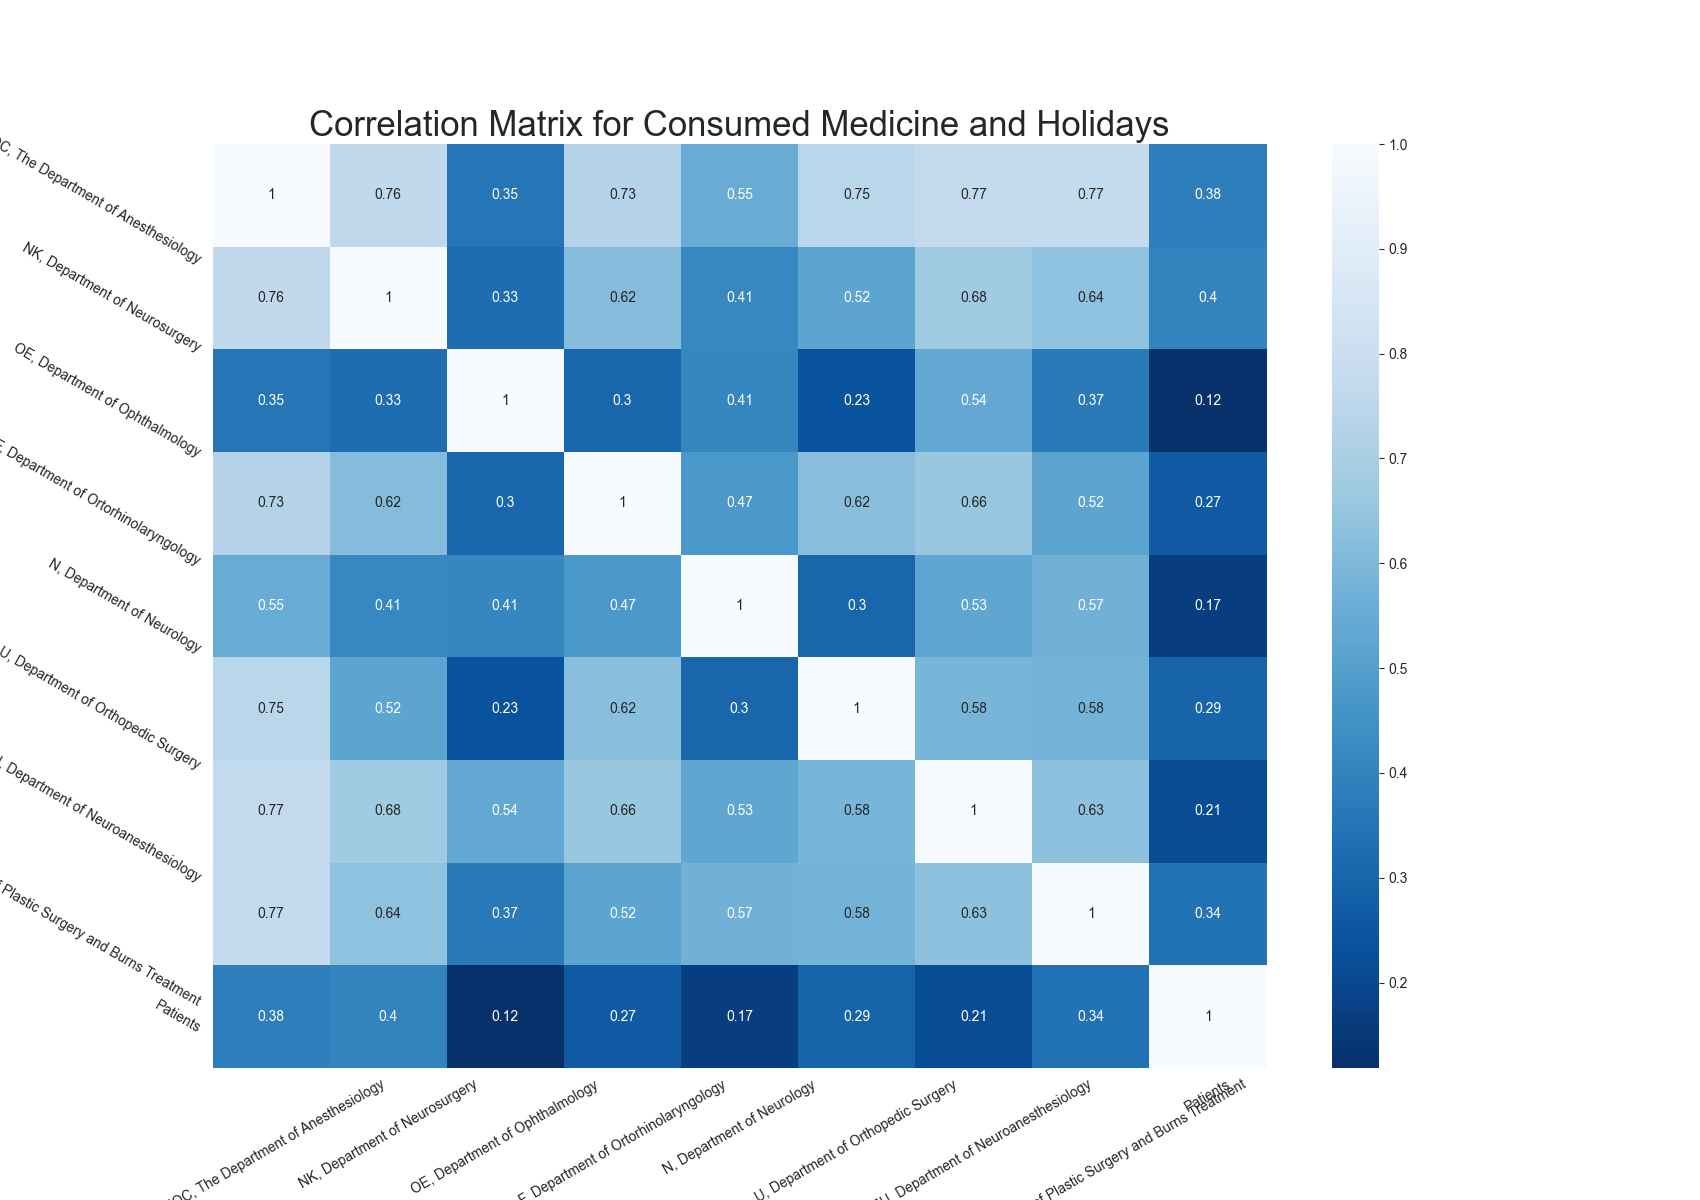 Correlation Matrix for Consumed Medicine and Holidays
The Department of Anesthesiology
1 0.76 0.35 0.73 0.55 0.75 0.77 0.77 0.38
NK, Department of Neurosurgery
0.76 1 0.33 0.62 0.41 0.52 0.68 0.64 0.4
OE, Department of Ophthalmology
0.35 0.33 1 0.3 0.41 0.23 0.54 0.37 0.12
Department of Ortorhinolaryngology
0.73 0.62 0.3 1 0.47 0.62 0.66 0.52 0.27
N, Department of Neurology
0.55 0.41 0.41 0.47 1 0.3 0.53 0.57 0.17
U, Department of Orthopedic Surgery
0.75 0.52 0.23 0.62 0.3 1 0.58 0.58 0.29
Department of Neuroanesthesiology
0.77 0.68 0.54 0.66 0.53 0.58 1 0.63 0.21
Plastic Surgery and Burns Treatment
0.77 0.64 0.37 0.52 0.57 0.58 0.63 1 0.34
Patients
0.38 0.4 0.12 0.27 0.17 0.29 0.21 0.34 1
The Department of Anesthesiology
NK, Department of Neurosurgery
OE, Department of Ophthalmology
Department of Ortorhinolaryngology
N, Department of Neurology
U, Department of Orthopedic Surgery
Department of Neuroanesthesiology
of Plastic Surgery and Burns Treatment
Patients
1.0
0.9
0.8
0.7
0.6
0.5
0.4
0.3
0.2